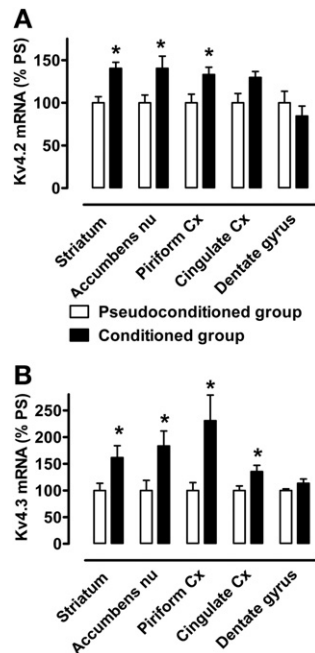 A
Kv4.2 mRNA (% PS)
150
100
50
0
* * *
Striatum
Accumbens nu
Piriform Cx
Cingulate Cx
Dentate gyrus
Pseudoconditioned group
Conditioned group
B
Kv4.3 mRNA (% PS)
250
200
150
100
50
0
* * * *
Striatum
Accumbens nu
Piriform Cx
Cingulate Cx
Dentate gyrus